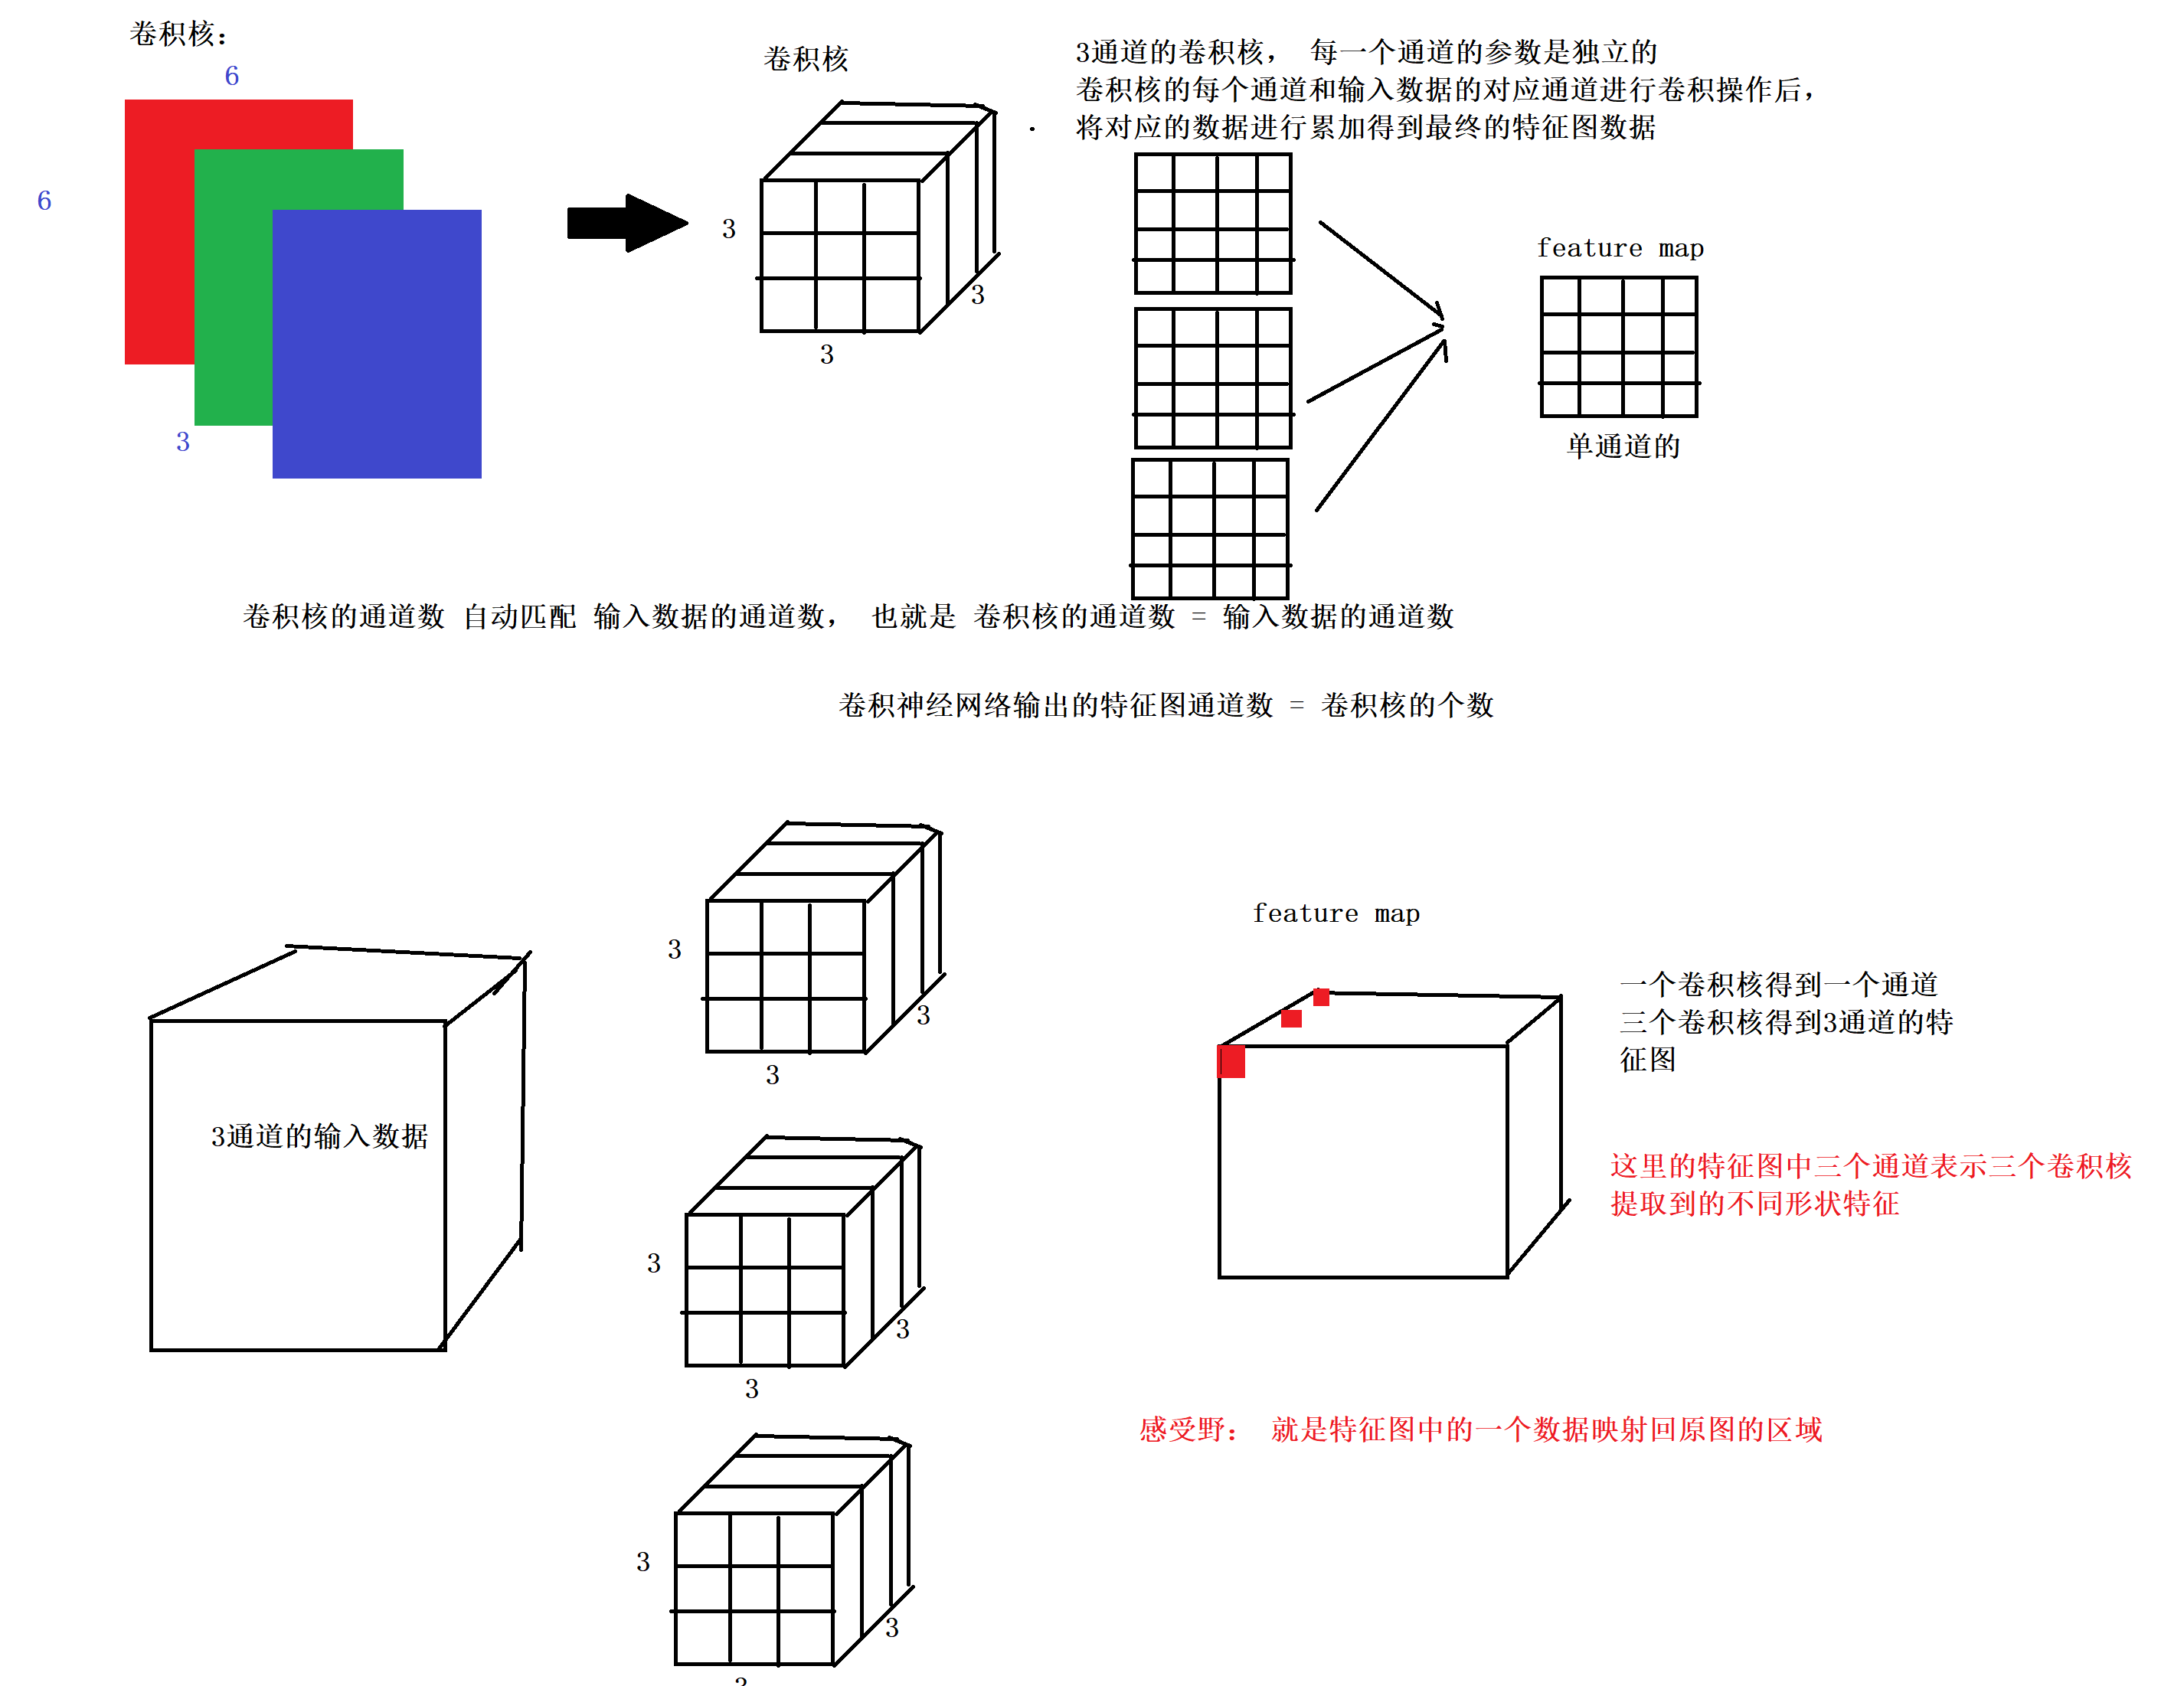 卷积核：
6
6
3
卷积核
3
3
3
3通道的卷积核， 每一个通道的参数是独立的
卷积核的每个通道和输入数据的对应通道进行卷积操作后，
将对应的数据进行累加得到最终的特征图数据
feature map
单通道的
卷积核的通道数 自动匹配 输入数据的通道数， 也就是 卷积核的通道数 = 输入数据的通道数
卷积神经网络输出的特征图通道数 = 卷积核的个数
3通道的输入数据
3
3
3
3
3
3
3
3
3
feature map
一个卷积核得到一个通道
三个卷积核得到3通道的特
征图
这里的特征图中三个通道表示三个卷积核
提取到的不同形状特征
感受野： 就是特征图中的一个数据映射回原图的区域